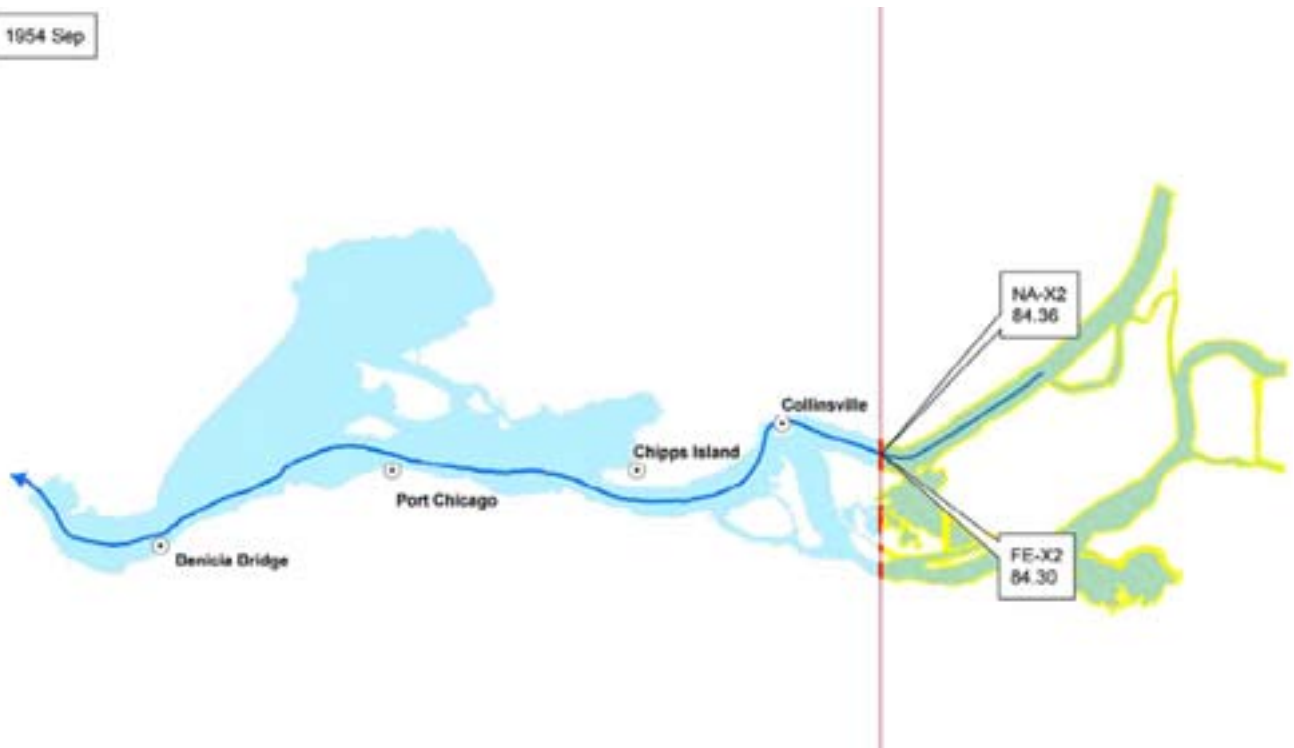 1954 Sep
NA-X2
84.36
Collinsville
Chipps Island
Port Chicago
Benicia Bridge
FE-X2
84.30